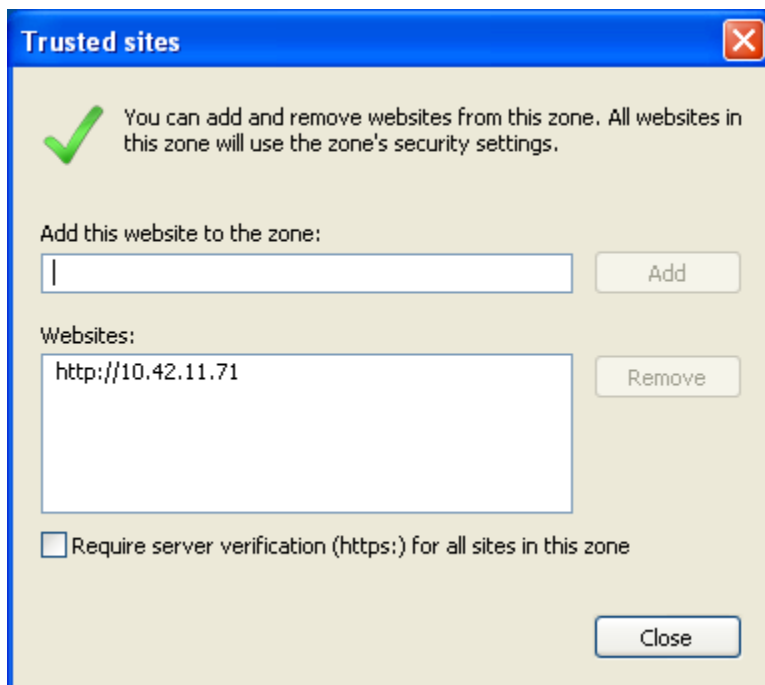 Trusted sites
You can add and remove websites from this zone. All websites in
this zone will use the zone's security settings.
Add this website to the zone:
Add
Websites:
http://10.42.11.71
Remove
Require server verification (https:) for all sites in this zone
Close